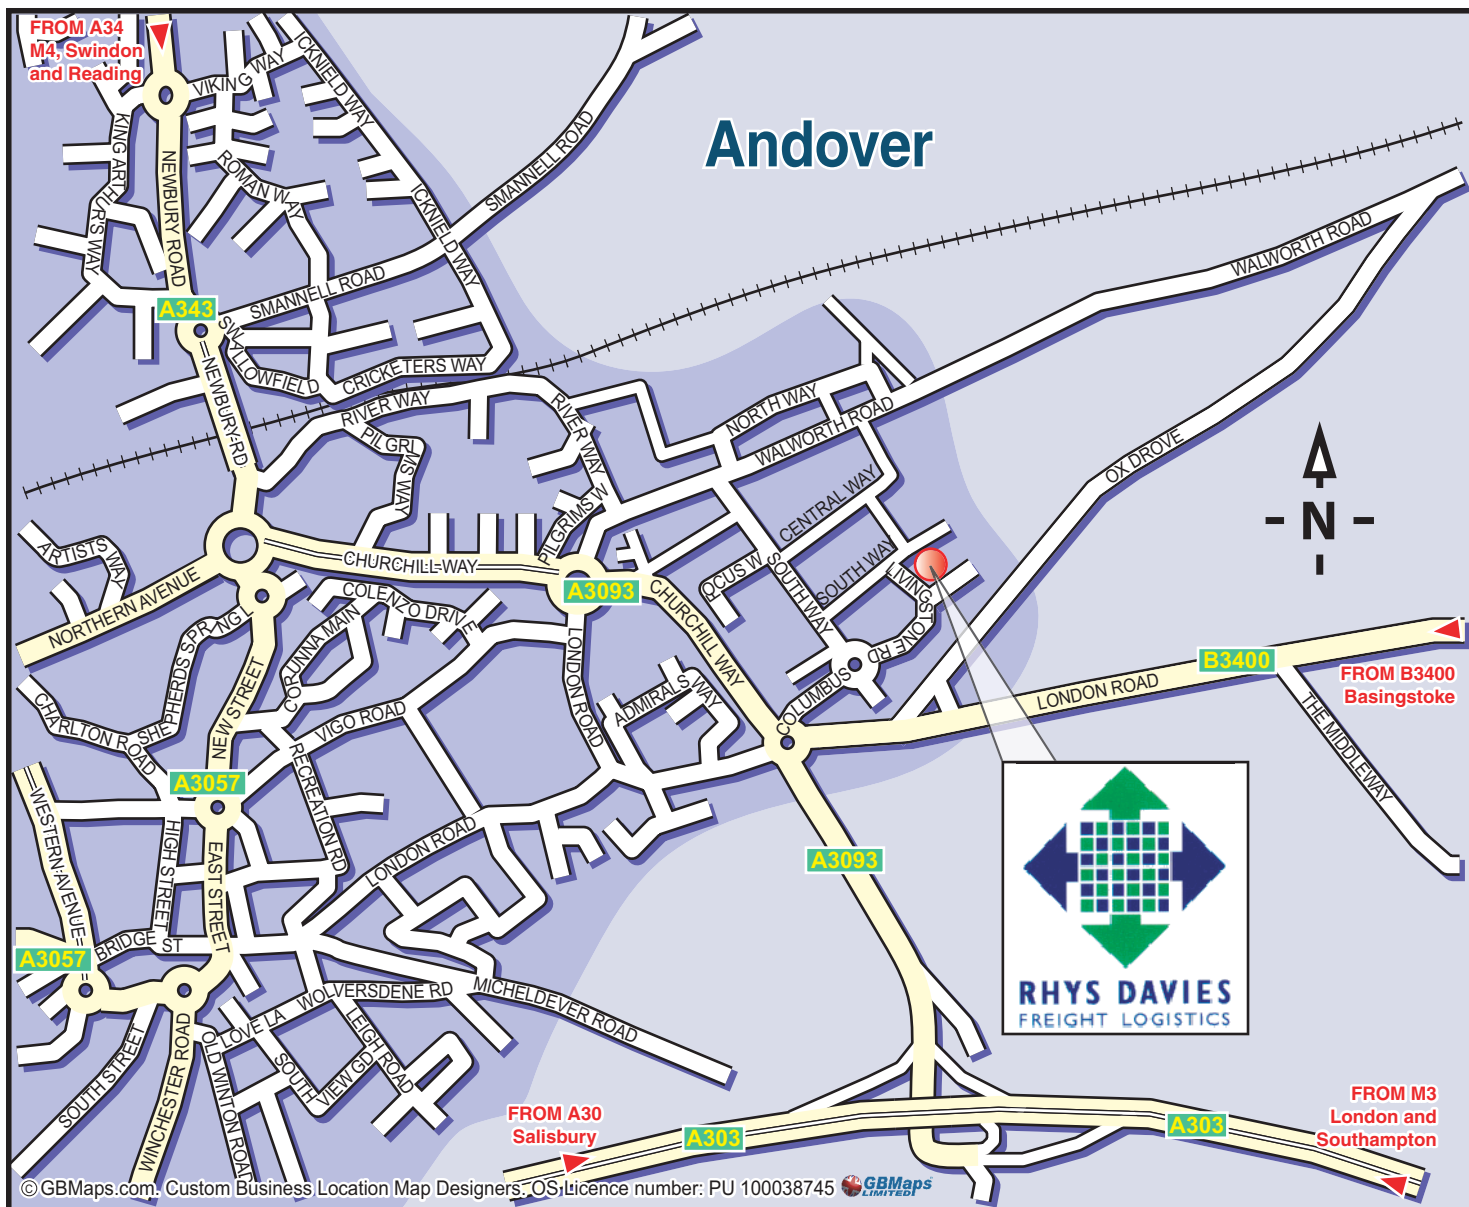 FROM A34
M4, Swindon
and Reading
VIKING WAY
ICKNIELD WAY
KING ARTHUR'S WAY
NEWBURY ROAD
ROMAN WAY
ICKNIELD WAY
SMANNELL ROAD
Andover
WALWORTH ROAD
A343
SMANNELL ROAD
SWALLOWFIELD
CRICKETERS WAY
NEWBURY RD
RIVER WAY
RIVER WAY
PILGRIMS WAY
NORTH WAY
WALWORTH ROAD
OX DROVE
CENTRAL WAY
PILGRIMS W
N
ARTISTS WAY
NORTHERN AVENUE
CHURCHILL WAY
A3093
CHURCHILL WAY
FOCUS W
SOUTH WAY
SOUTH WAY
LIVINGSTONE RD
COLENZO DRIVE
CORUNNA MAIN
SHEPHERDS SPRING L
NEW STREET
CHARLTON ROAD
VIGO ROAD
LONDON ROAD
ADMIRALS WAY
COLUMBUS
LONDON ROAD
B3400
FROM B3400
Basingstoke
THE MIDDLEWAY
A3057
RECREATION RD
WESTERN AVENUE
HIGH STREET
EAST STREET
LONDON ROAD
A3093
RHYS DAVIES
FREIGHT LOGISTICS
A3057
BRIDGE ST
WOLVERSDENE RD
MICHELDEVER ROAD
LOVE LA
LEIGH ROAD
SOUTH VIEW GD
OLD WINTON ROAD
SOUTH STREET
WINCHESTER ROAD
FROM A30
Salisbury
A303
A303
FROM M3
London and
Southampton
© GBMaps.com. Custom Business Location Map Designers. OS Licence number: PU 100038745
GBMaps
LIMITED